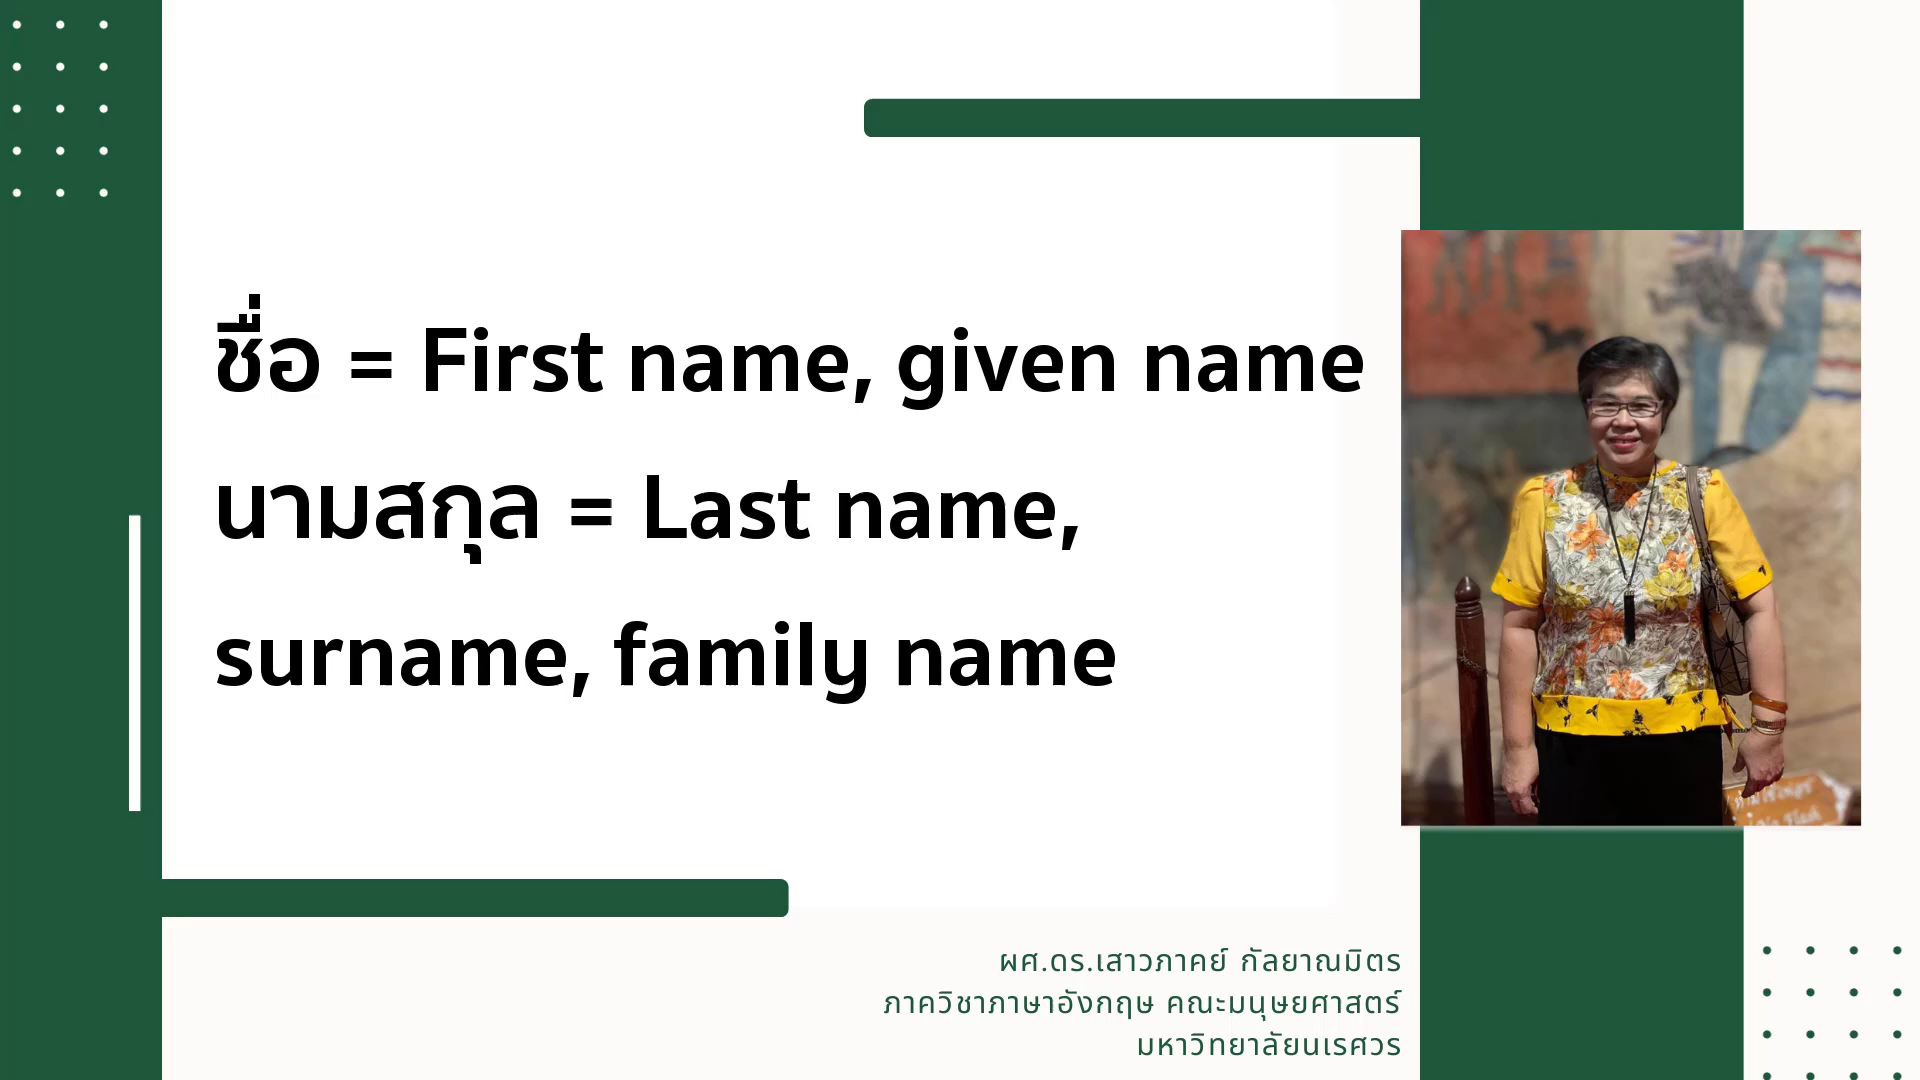 ชื่อ = First name, given name
นามสกุล = Last name,
surname, family name
ผศ.ดร.เสาวภาคย์ กัลยาณมิตร
ภาควิชาภาษาอังกฤษ คณะมนุษยศาสตร์
มหาวิทยาลัยนเรศวร